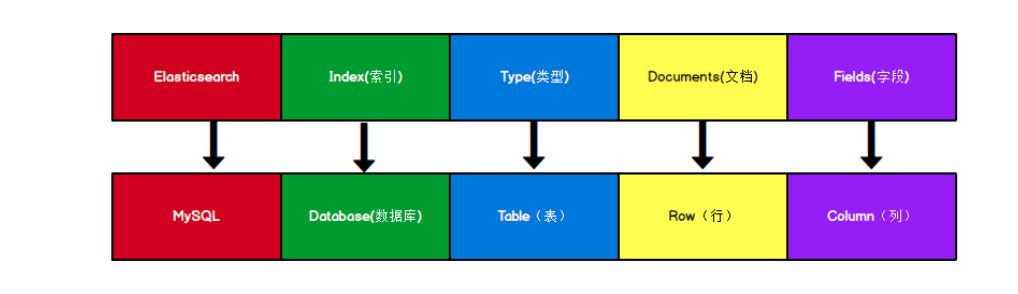 Elasticsearch
Index(索引)
Type(类型)
Documents(文档)
Fields(字段)
MySQL
Database(数据库)
Table（表）
Row（行）
Column（列）